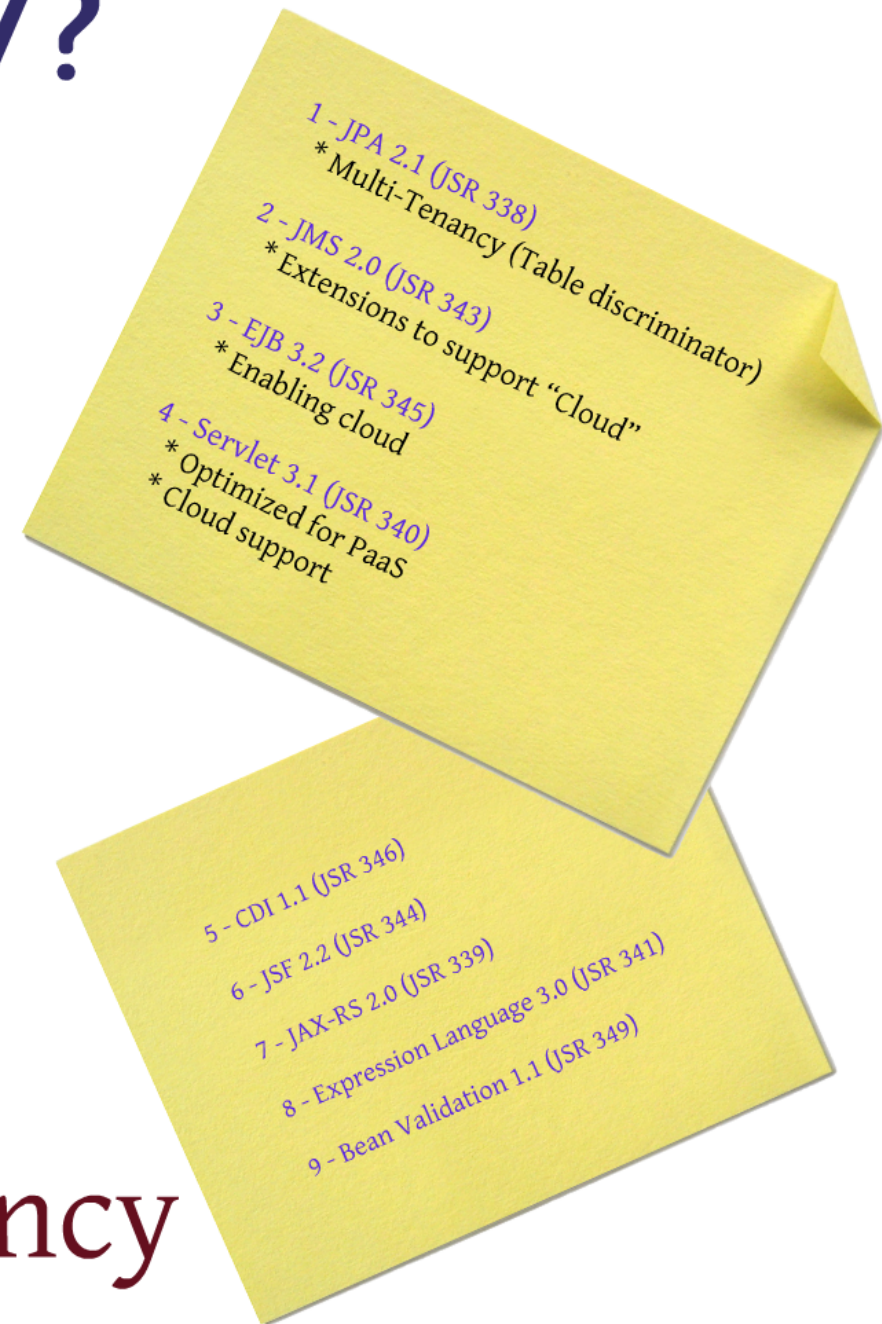 ?
1 - JPA 2.1 (JSR 338)
* Multi-Tenancy (Table discriminator)
2 - JMS 2.0 (JSR 343)
* Extensions to support “Cloud”
3 - EJB 3.2 (JSR 345)
* Enabling cloud
4 - Servlet 3.1 (JSR 340)
* Optimized for PaaS
* Cloud support
5 - CDI 1.1 (JSR 346)
6 - JSF 2.2 (JSR 344)
7 - JAX-RS 2.0 (JSR 339)
8 - Expression Language 3.0 (JSR 341)
9 - Bean Validation 1.1 (JSR 349)
ncy